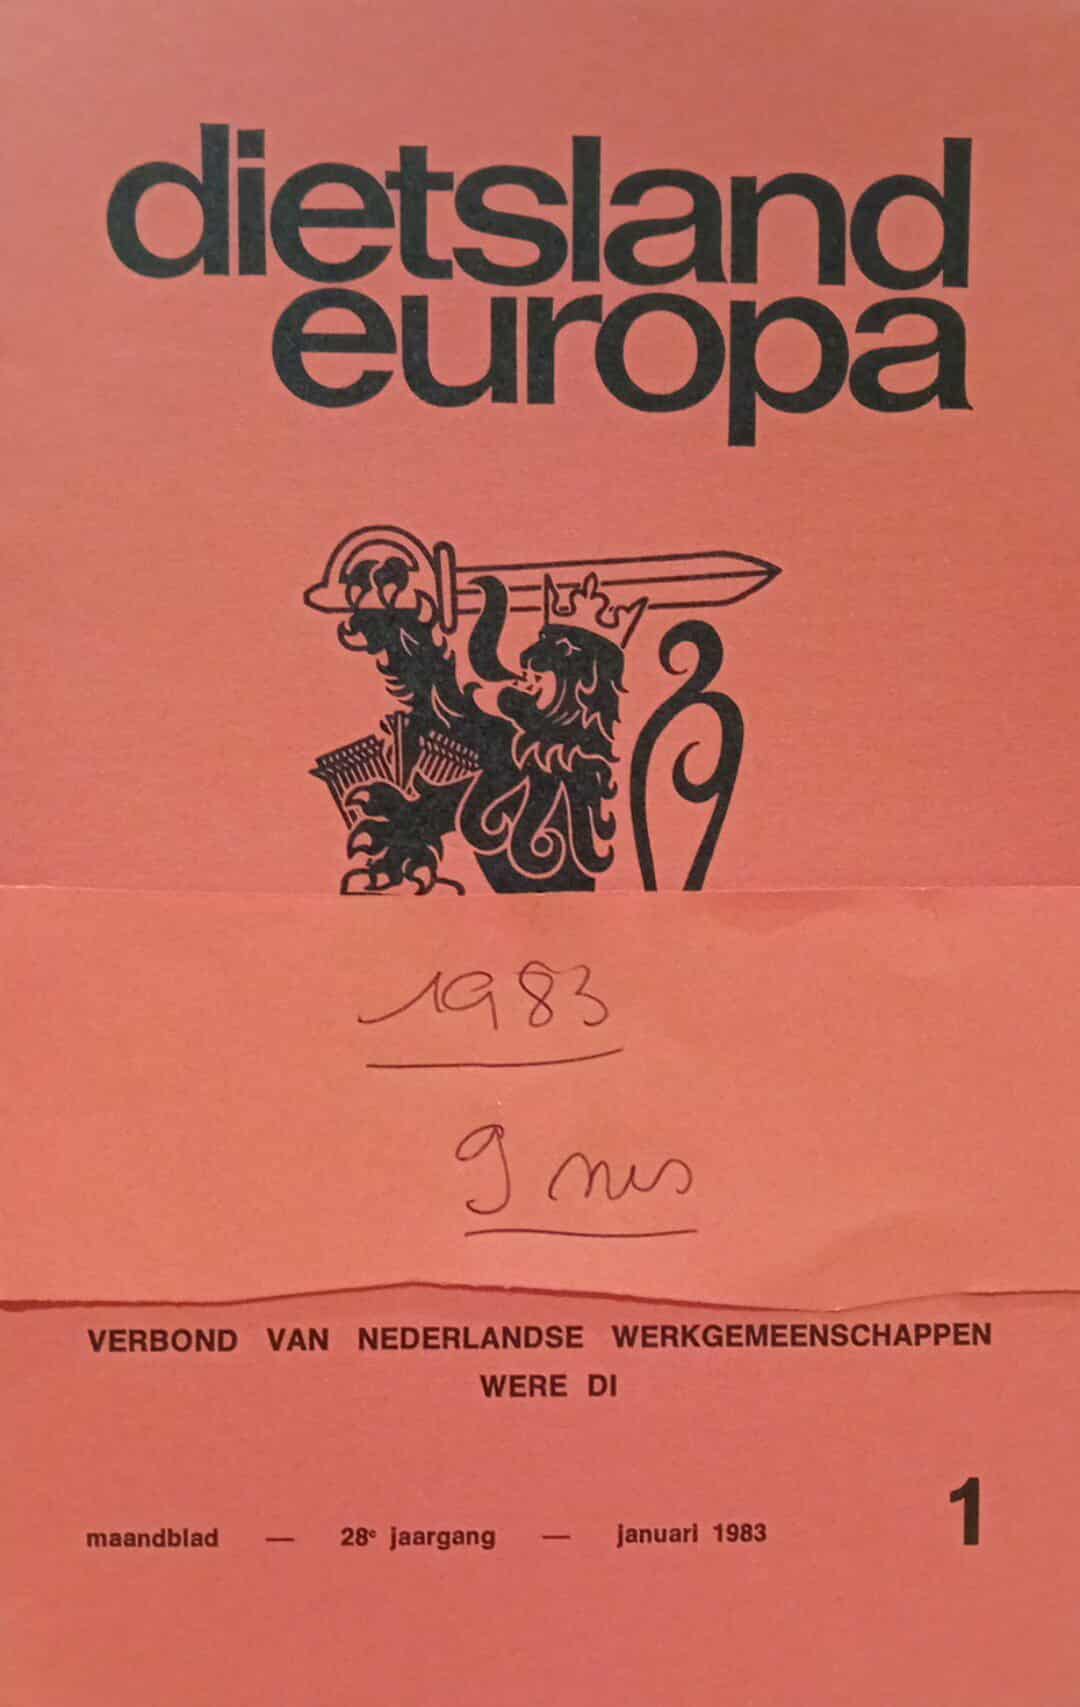 dietsland
europa
1983
9 nrs
VERBOND VAN NEDERLANDSE WERKGEMEENSCHAPPEN
WERE DI
1
maandblad — 28e jaargang — januari 1983